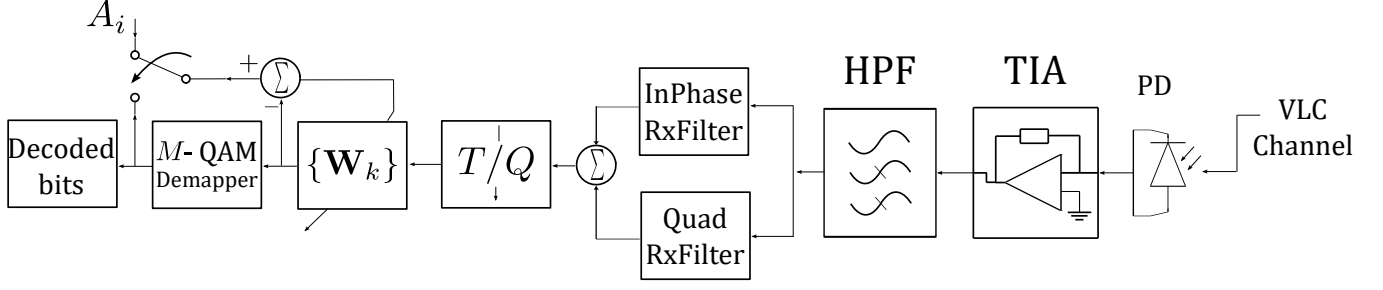 A_i
+
Σ
−
Decoded
bits
M- QAM
Demapper
{W_k}
T/Q
Σ
InPhase
RxFilter
Quad
RxFilter
HPF
TIA
PD
VLC
Channel